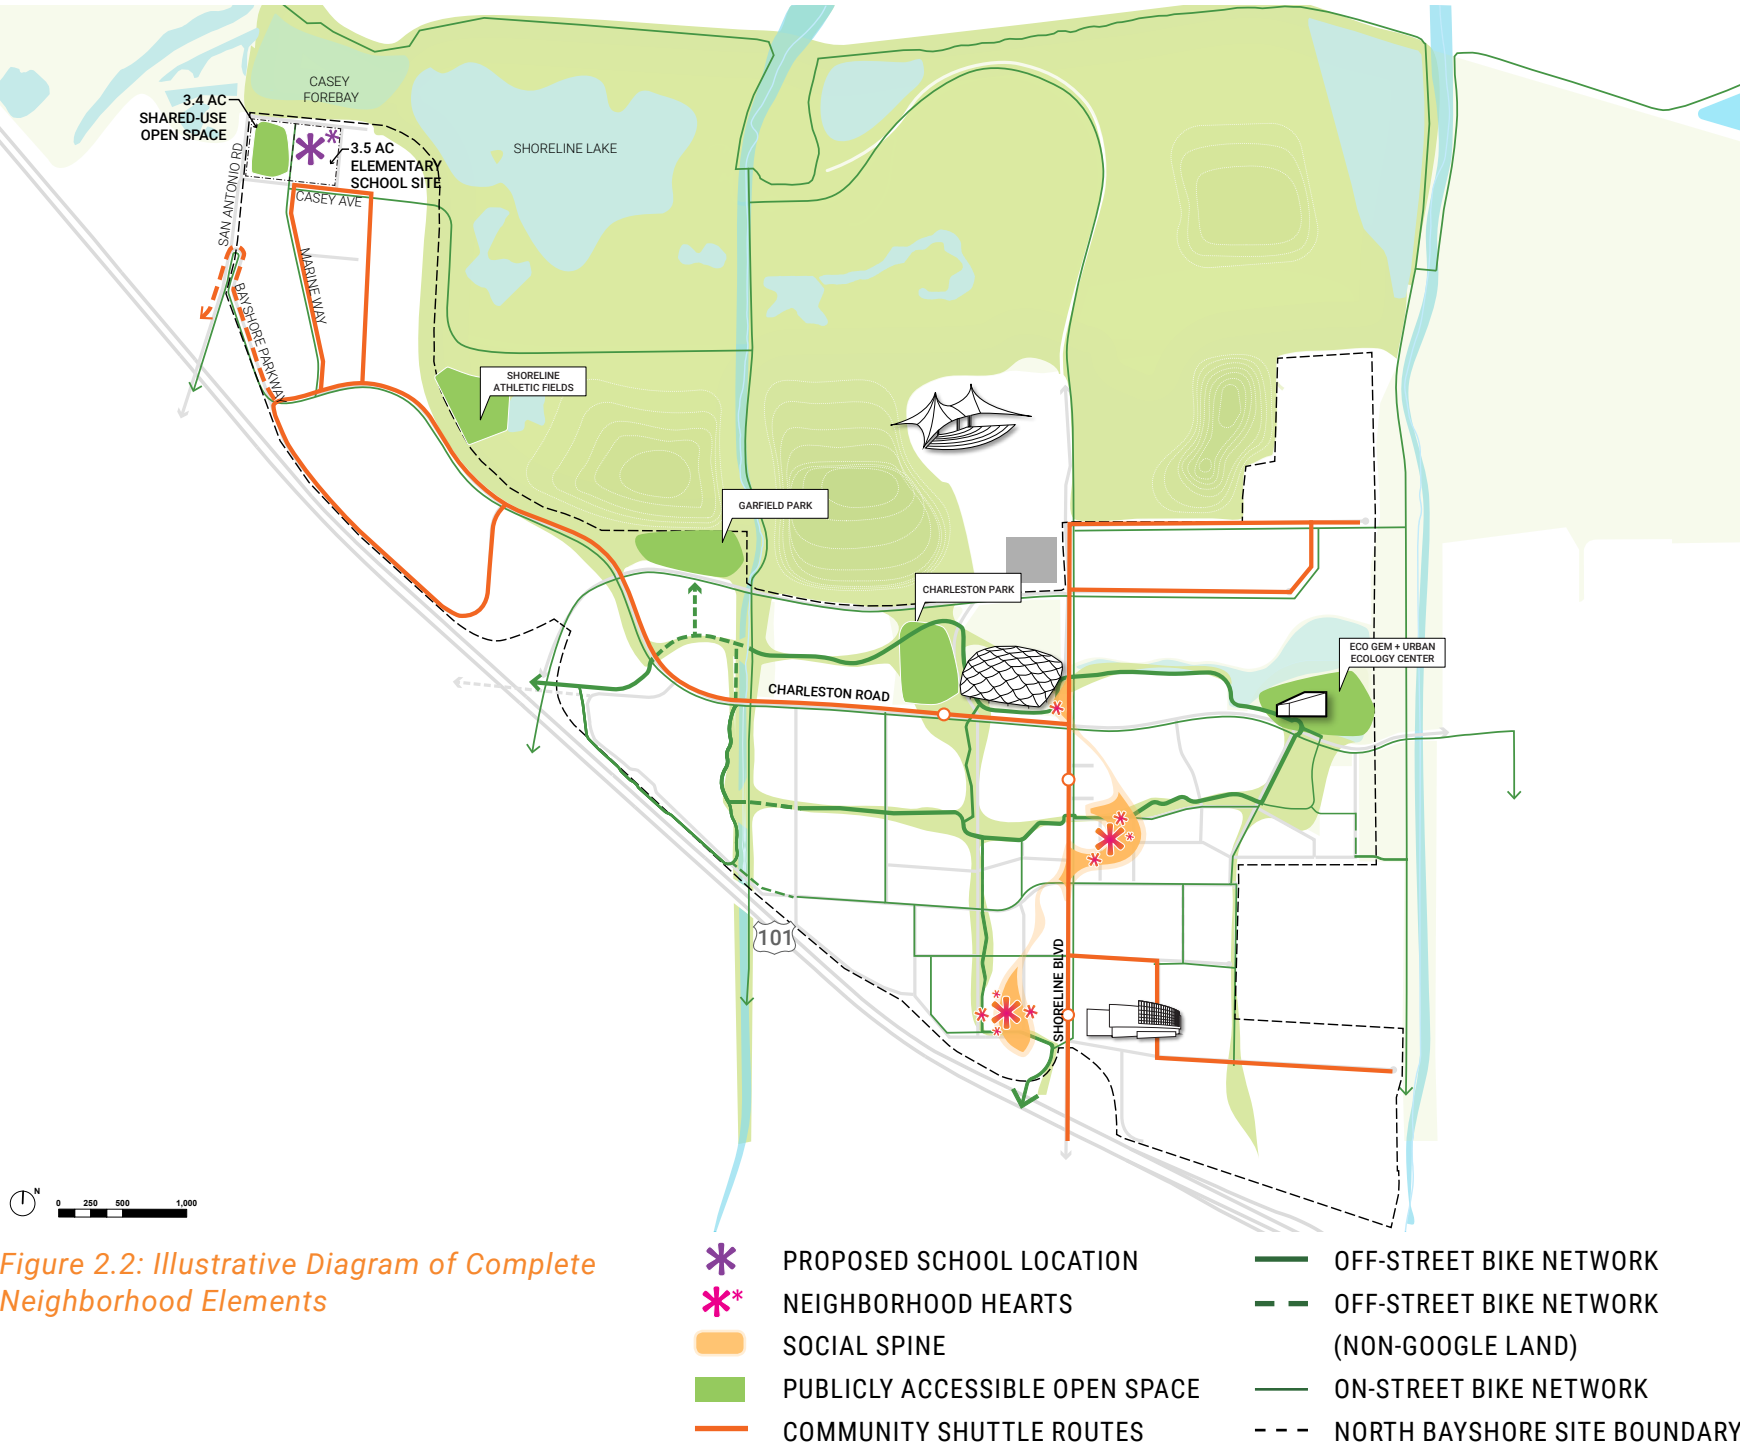 CASEY
FOREBAY
3.4 AC
SHARED-USE
OPEN SPACE
3.5 AC
ELEMENTARY
SCHOOL SITE
SHORELINE LAKE
SAN ANTONIO RD
CASEY AVE
MARINE WAY
BAYSHORE PARKWAY
SHORELINE
ATHLETIC FIELDS
GARFIELD PARK
CHARLESTON PARK
ECO GEM + URBAN
ECOLOGY CENTER
CHARLESTON ROAD
101
SHORELINE BLVD
N
0 250 500 1,000
Figure 2.2: Illustrative Diagram of Complete
Neighborhood Elements
PROPOSED SCHOOL LOCATION
NEIGHBORHOOD HEARTS
SOCIAL SPINE
PUBLICLY ACCESSIBLE OPEN SPACE
COMMUNITY SHUTTLE ROUTES
OFF-STREET BIKE NETWORK
OFF-STREET BIKE NETWORK
(NON-GOOGLE LAND)
ON-STREET BIKE NETWORK
NORTH BAYSHORE SITE BOUNDARY